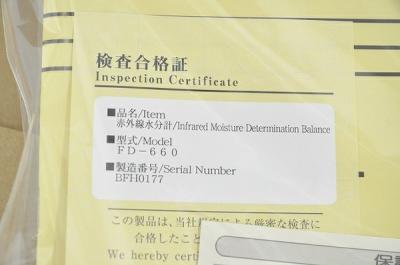 検査合格証
Inspection Certificate
■品名/Item
赤外線水分計/Infrared Moisture Determination Balance
■型式/Model
FD-660
■製造番号/Serial Number
BFH0177
この製品は、当社規定による厳密な検査に
合格したこと
We hereby certi
保